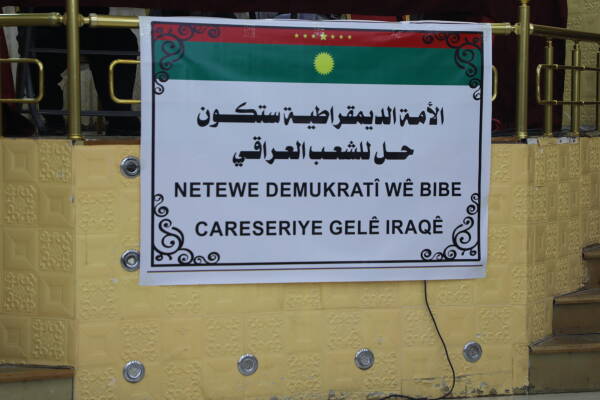 الأمة الديمقراطية ستكون
حل للشعب العراقي
NETEWE DEMUKRATÎ WÊ BIBE
CARESERIYE GELÊ IRAQÊ